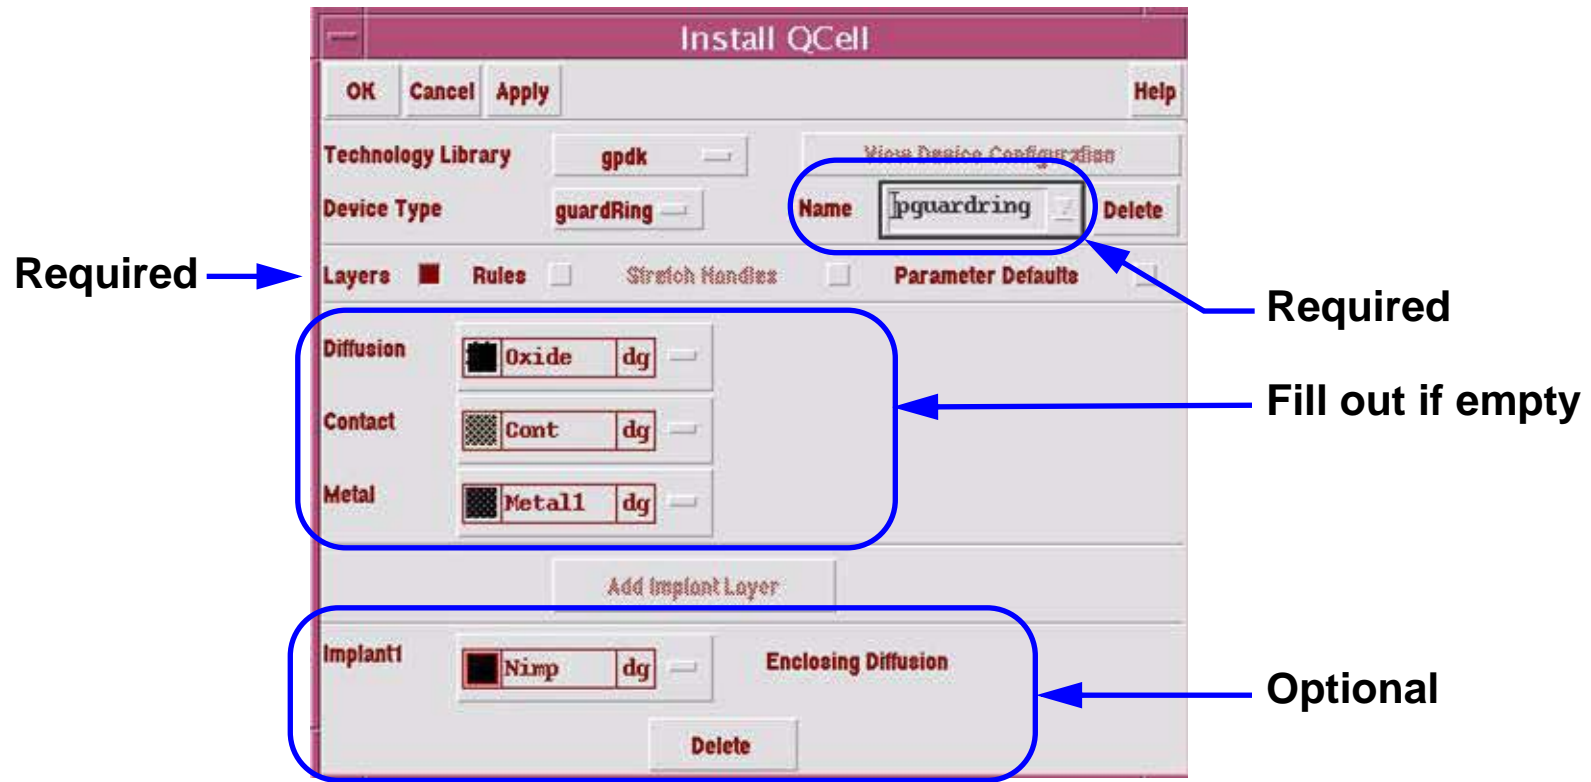 Install QCell
OK Cancel Apply Help
Technology Library gpdk View Device Configuration
Device Type guardRing Name pguardring Delete
Required
Layers Rules Stretch Handles Parameter Defaults
Required
Diffusion Oxide dg
Fill out if empty
Contact Cont dg
Metal Metal1 dg
Add Implant Layer
Implant1 Nimp dg Enclosing Diffusion
Optional
Delete